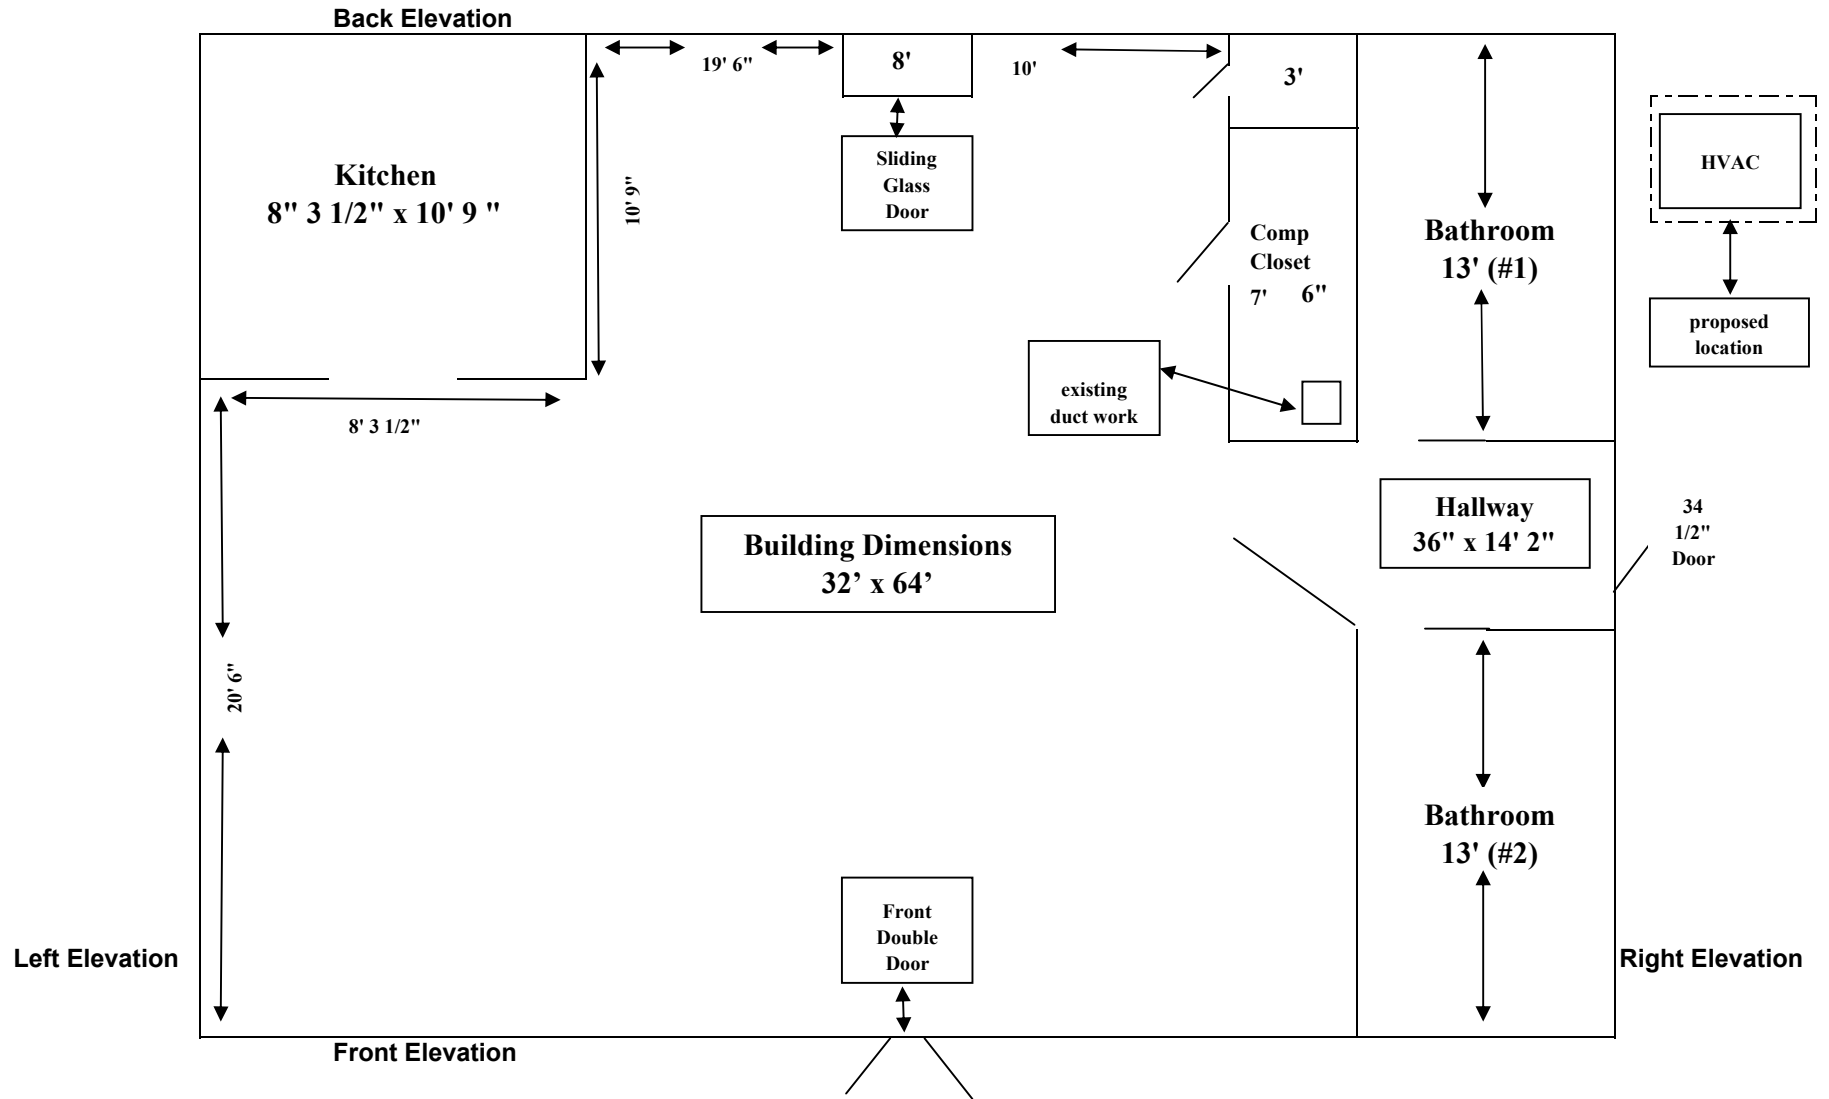 Back Elevation
19' 6"
8'
10'
3'
Kitchen
8" 3 1/2" x 10' 9 "
10' 9"
Sliding
Glass
Door
HVAC
Comp
Closet
7' 6"
Bathroom
13' (#1)
proposed
location
existing
duct work
8' 3 1/2"
Hallway
36" x 14' 2"
34
1/2"
Door
Building Dimensions
32’ x 64’
20' 6"
Bathroom
13' (#2)
Front
Double
Door
Left Elevation
Right Elevation
Front Elevation